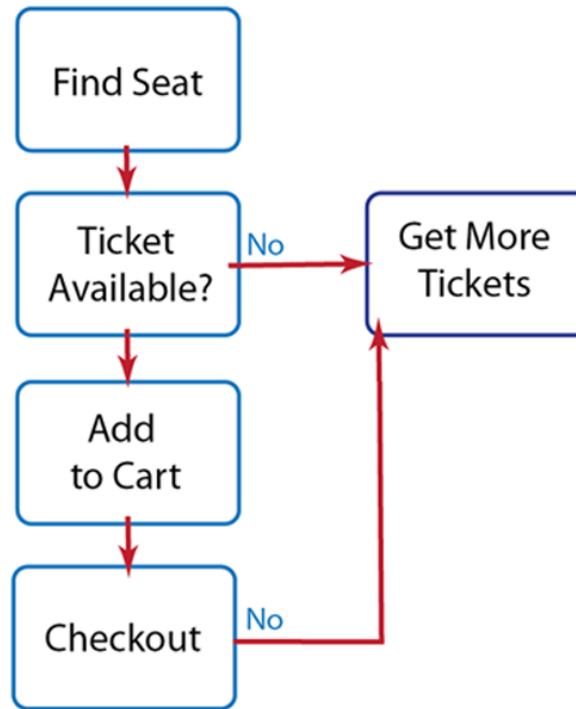 Find Seat
Ticket
Available?
No
Get More
Tickets
Add
to Cart
Checkout
No